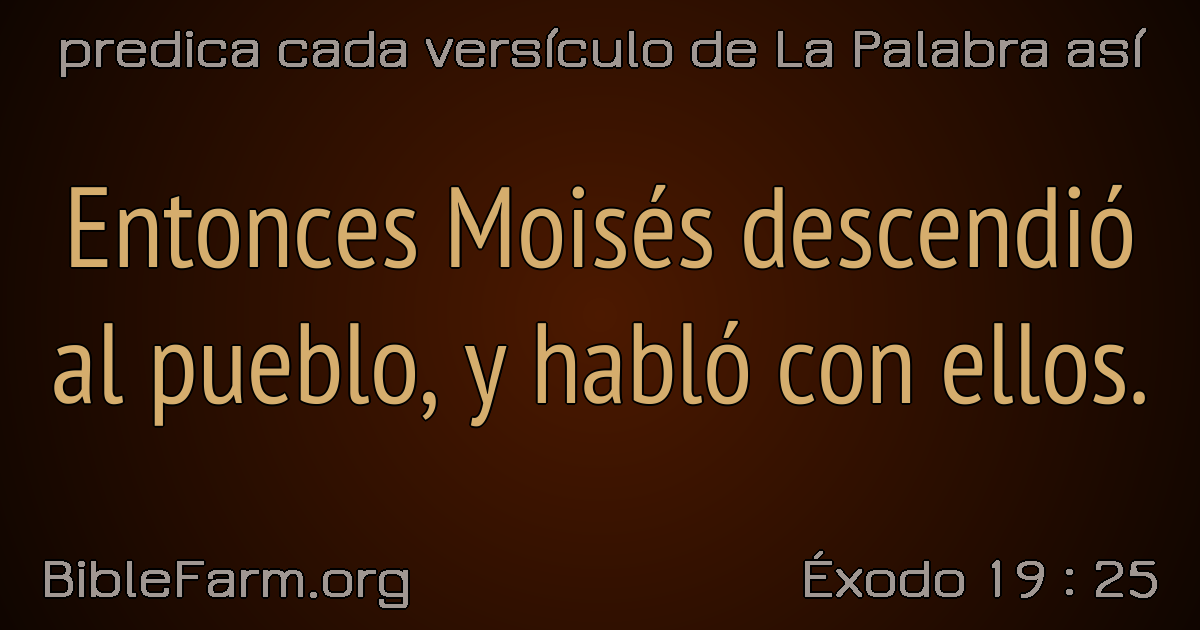 predica cada versículo de La Palabra así
Entonces Moisés descendió
al pueblo, y habló con ellos.
BibleFarm.org
Éxodo 19 : 25